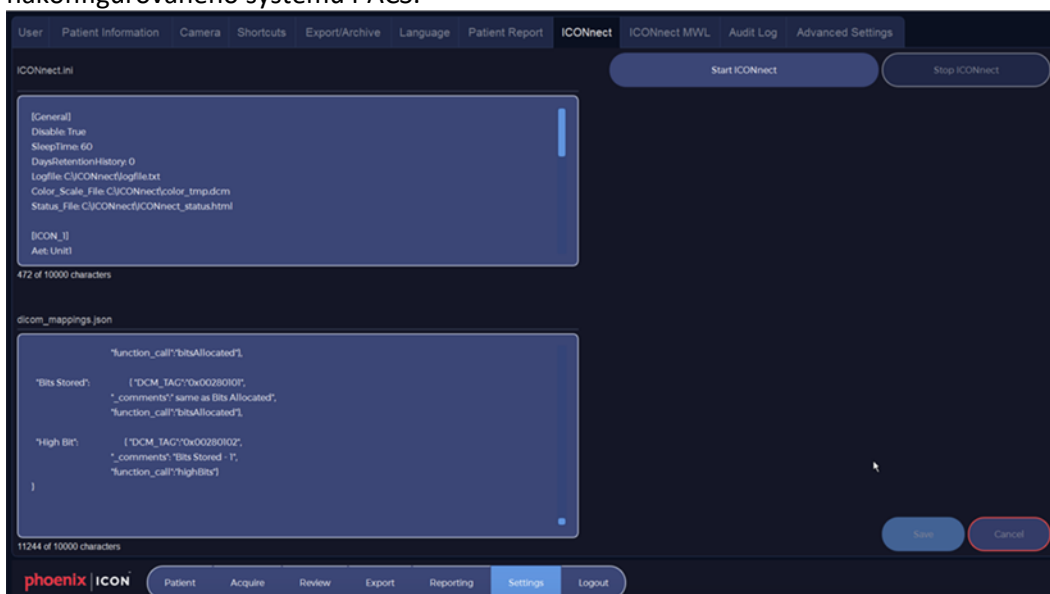 nakonfigurovaného systému PACS.
User Patient Information Camera Shortcuts Export/Archive Language Patient Report ICONnect ICONnect MWL Audit Log Advanced Settings
ICONnect.ini
Start ICONnect
Stop ICONnect
[General]
Disable: True
SleepTime: 60
DaysRetentionHistory: 0
Logfile: C:\ICONnect\logfile.txt
Color_Scale_File: C:\ICONnect\color_tmp.dcm
Status_File: C:\ICONnect\ICONnect_status.html
[ICON_1]
Aet: Unit1
472 of 10000 characters
dicom_mappings.json
"function_call":"bitsAllocated"},
"Bits Stored": {"DCM_TAG":"0x00280101",
"_comments":" same as Bits Allocated",
"function_call":"bitsAllocated"},
"High Bit": {"DCM_TAG":"0x00280102",
"_comments": "Bits Stored - 1",
"function_call":"highBits"}
}
11244 of 10000 characters
Save
Cancel
phoenix | ICON
Patient Acquire Review Export Reporting Settings Logout